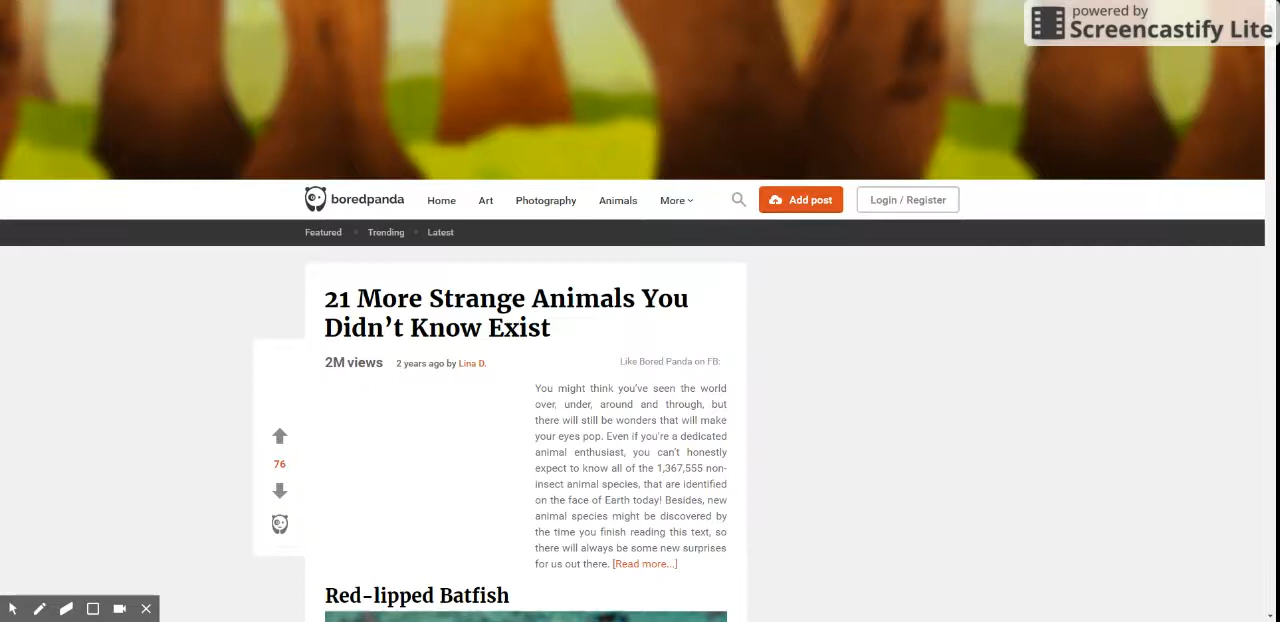 powered by
Screencastify Lite
boredpanda Home Art Photography Animals More Add post Login / Register
Featured • Trending • Latest
21 More Strange Animals You
Didn’t Know Exist
2M views 2 years ago by Lina D. Like Bored Panda on FB:
You might think you’ve seen the world
over, under, around and through, but
there will still be wonders that will make
your eyes pop. Even if you’re a dedicated
animal enthusiast, you can’t honestly
expect to know all of the 1,367,555 non-
insect animal species, that are identified
on the face of Earth today! Besides, new
animal species might be discovered by
the time you finish reading this text, so
there will always be some new surprises
for us out there. [Read more...]
76
Red-lipped Batfish